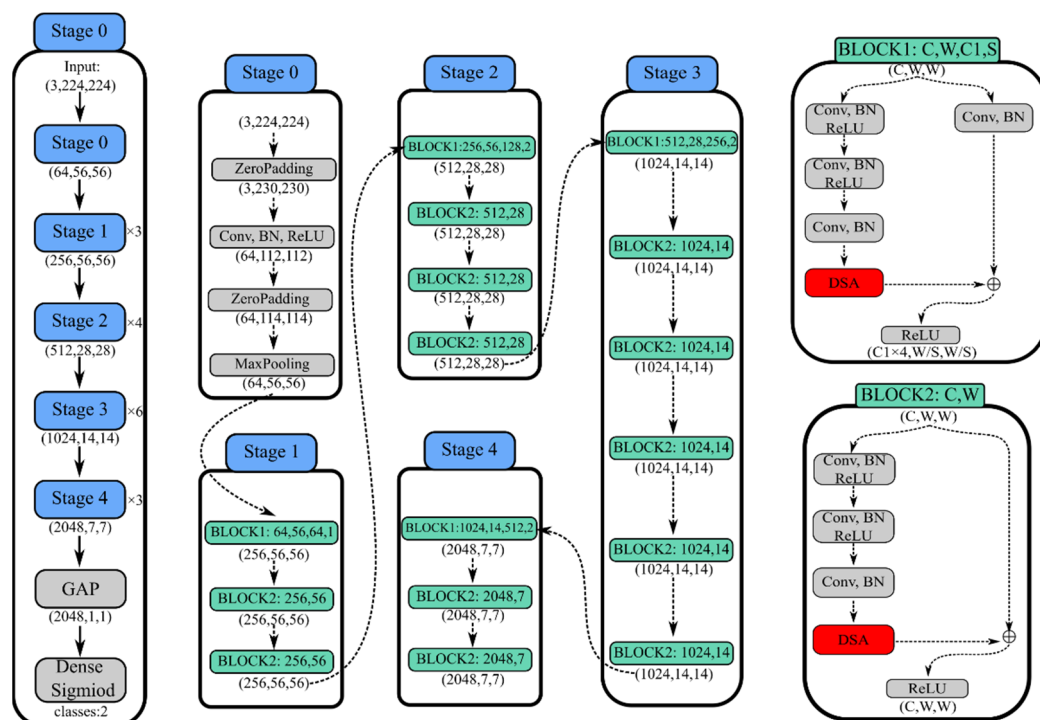 Stage 0
Input:
(3,224,224)
Stage 0
(64,56,56)
Stage 1
×3
(256,56,56)
Stage 2
×4
(512,28,28)
Stage 3
×6
(1024,14,14)
Stage 4
×3
(2048,7,7)
GAP
(2048,1,1)
Dense
Sigmiod
classes:2
Stage 0
(3,224,224)
ZeroPadding
(3,230,230)
Conv, BN, ReLU
(64,112,112)
ZeroPadding
(64,114,114)
MaxPooling
(64,56,56)
Stage 1
BLOCK1: 64,56,64,1
(256,56,56)
BLOCK2: 256,56
(256,56,56)
BLOCK2: 256,56
(256,56,56)
Stage 2
BLOCK1:256,56,128,2
(512,28,28)
BLOCK2: 512,28
(512,28,28)
BLOCK2: 512,28
(512,28,28)
BLOCK2: 512,28
(512,28,28)
Stage 4
BLOCK1:1024,14,512,2
(2048,7,7)
BLOCK2: 2048,7
(2048,7,7)
BLOCK2: 2048,7
(2048,7,7)
Stage 3
BLOCK1:512,28,256,2
(1024,14,14)
BLOCK2: 1024,14
(1024,14,14)
BLOCK2: 1024,14
(1024,14,14)
BLOCK2: 1024,14
(1024,14,14)
BLOCK2: 1024,14
(1024,14,14)
BLOCK2: 1024,14
(1024,14,14)
BLOCK1: C,W,C1,S
(C,W,W)
Conv, BN
ReLU
Conv, BN
Conv, BN
ReLU
Conv, BN
DSA
ReLU
(C1×4,W/S,W/S)
BLOCK2: C,W
(C,W,W)
Conv, BN
ReLU
Conv, BN
ReLU
Conv, BN
DSA
ReLU
(C,W,W)